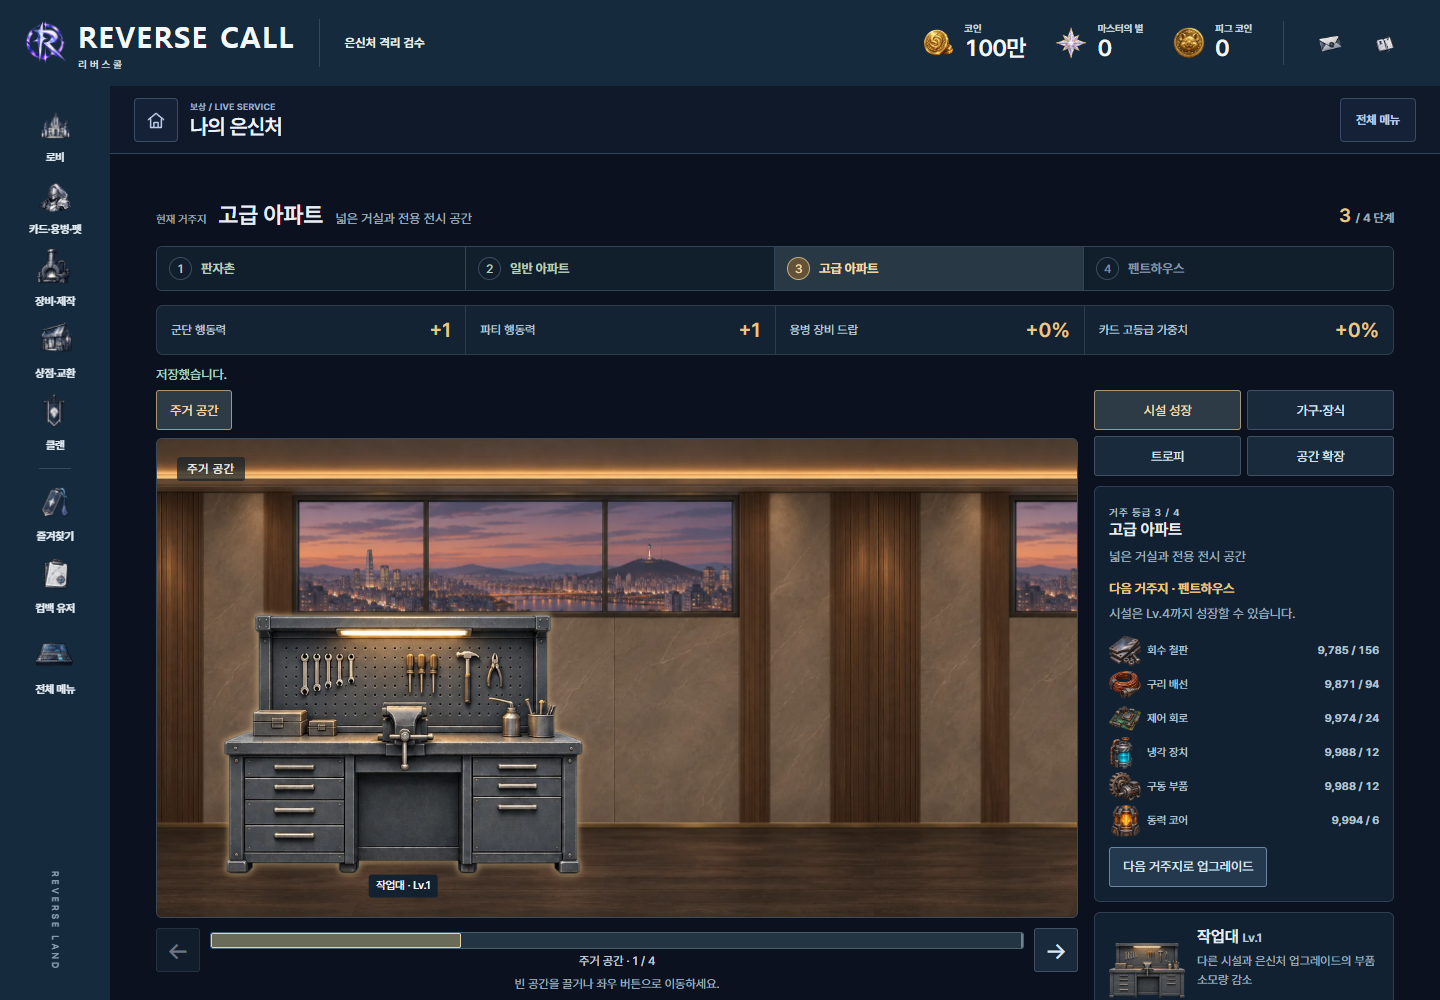 REVERSE CALL
리버스콜
은신처 격리 검수
코인
100만
마스터의 별
0
피그 코인
0
로비
카드·용병·펫
장비·제작
상점·교환
클랜
즐겨찾기
컴백 유저
전체 메뉴
REVERSE LAND
보상 / LIVE SERVICE
나의 은신처
전체 메뉴
현재 거주지 고급 아파트 넓은 거실과 전용 전시 공간
3 / 4 단계
1 판자촌
2 일반 아파트
3 고급 아파트
4 펜트하우스
군단 행동력 +1
파티 행동력 +1
용병 장비 드랍 +0%
카드 고등급 가중치 +0%
저장했습니다.
주거 공간
주거 공간
작업대 · Lv.1
주거 공간 · 1 / 4
빈 공간을 끌거나 좌우 버튼으로 이동하세요.
시설 성장
가구·장식
트로피
공간 확장
거주 등급 3 / 4
고급 아파트
넓은 거실과 전용 전시 공간
다음 거주지 · 펜트하우스
시설은 Lv.4까지 성장할 수 있습니다.
회수 철판 9,785 / 156
구리 배선 9,871 / 94
제어 회로 9,974 / 24
냉각 장치 9,988 / 12
구동 부품 9,988 / 12
동력 코어 9,994 / 6
다음 거주지로 업그레이드
작업대 Lv.1
다른 시설과 은신처 업그레이드의 부품
소모량 감소